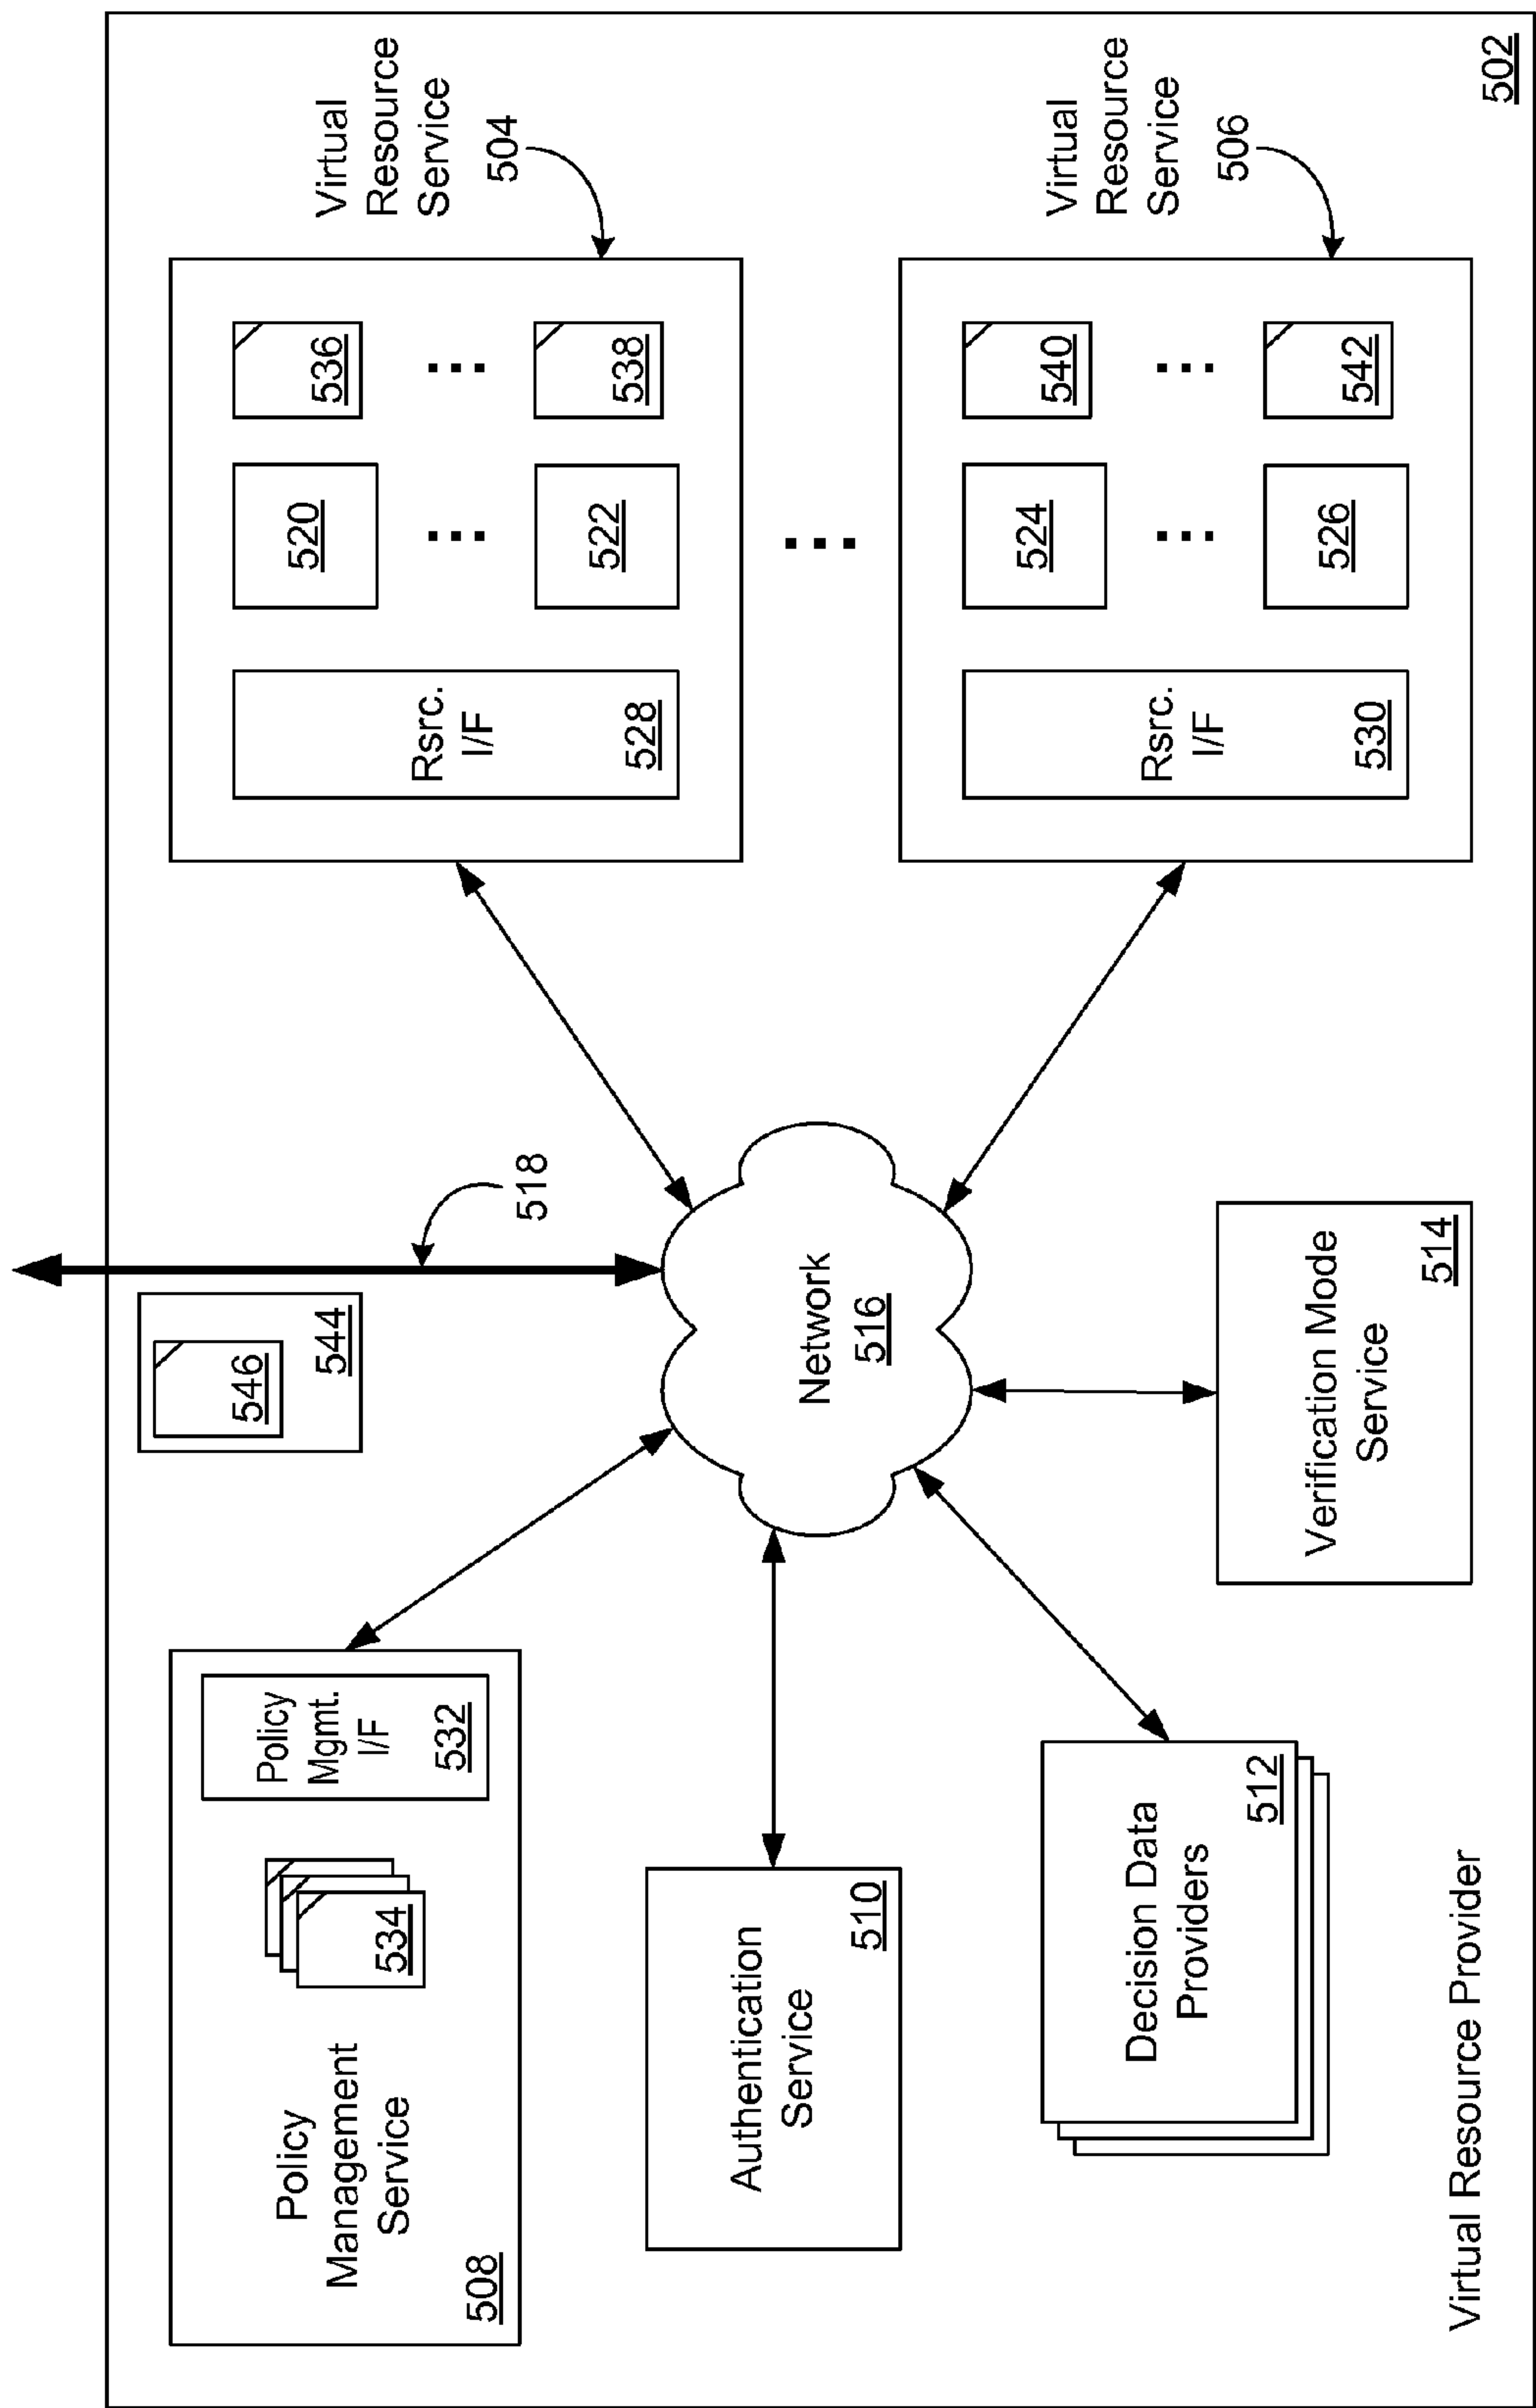 Policy
Management
Service
508
534
Policy
Mgmt.
I/F
532
546
544
518
Rsrc.
I/F
528
520
522
536
538
Virtual
Resource
Service
504
Authentication
Service
510
Network
516
Decision Data
Providers
512
Verification Mode
Service
514
Rsrc.
I/F
530
524
526
540
542
Virtual
Resource
Service
506
Virtual Resource Provider
502